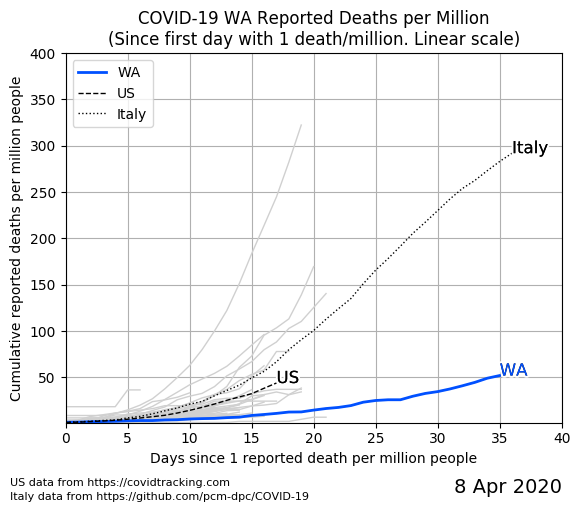 COVID-19 WA Reported Deaths per Million
(Since first day with 1 death/million. Linear scale)
Cumulative reported deaths per million people
400
350
300
250
200
150
100
50
WA
US
Italy
Italy
WA
US
0
5
10
15
20
25
30
35
40
Days since 1 reported death per million people
US data from https://covidtracking.com
Italy data from https://github.com/pcm-dpc/COVID-19
8 Apr 2020